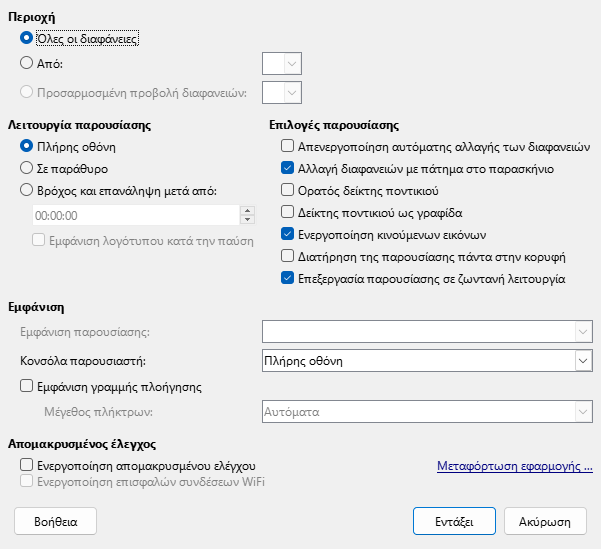 Περιοχή
Όλες οι διαφάνειες
Από:
Προσαρμοσμένη προβολή διαφανειών:
Λειτουργία παρουσίασης
Πλήρης οθόνη
Σε παράθυρο
Βρόχος και επανάληψη μετά από:
00:00:00
Εμφάνιση λογότυπου κατά την παύση
Επιλογές παρουσίασης
Απενεργοποίηση αυτόματης αλλαγής των διαφανειών
Αλλαγή διαφανειών με πάτημα στο παρασκήνιο
Ορατός δείκτης ποντικιού
Δείκτης ποντικιού ως γραφίδα
Ενεργοποίηση κινούμενων εικόνων
Διατήρηση της παρουσίασης πάντα στην κορυφή
Επεξεργασία παρουσίασης σε ζωντανή λειτουργία
Εμφάνιση
Εμφάνιση παρουσίασης:
Κονσόλα παρουσιαστή: Πλήρης οθόνη
Εμφάνιση γραμμής πλοήγησης
Μέγεθος πλήκτρων: Αυτόματα
Απομακρυσμένος έλεγχος
Ενεργοποίηση απομακρυσμένου ελέγχου Μεταφόρτωση εφαρμογής ...
Ενεργοποίηση επισφαλών συνδέσεων WiFi
Βοήθεια Εντάξει Ακύρωση